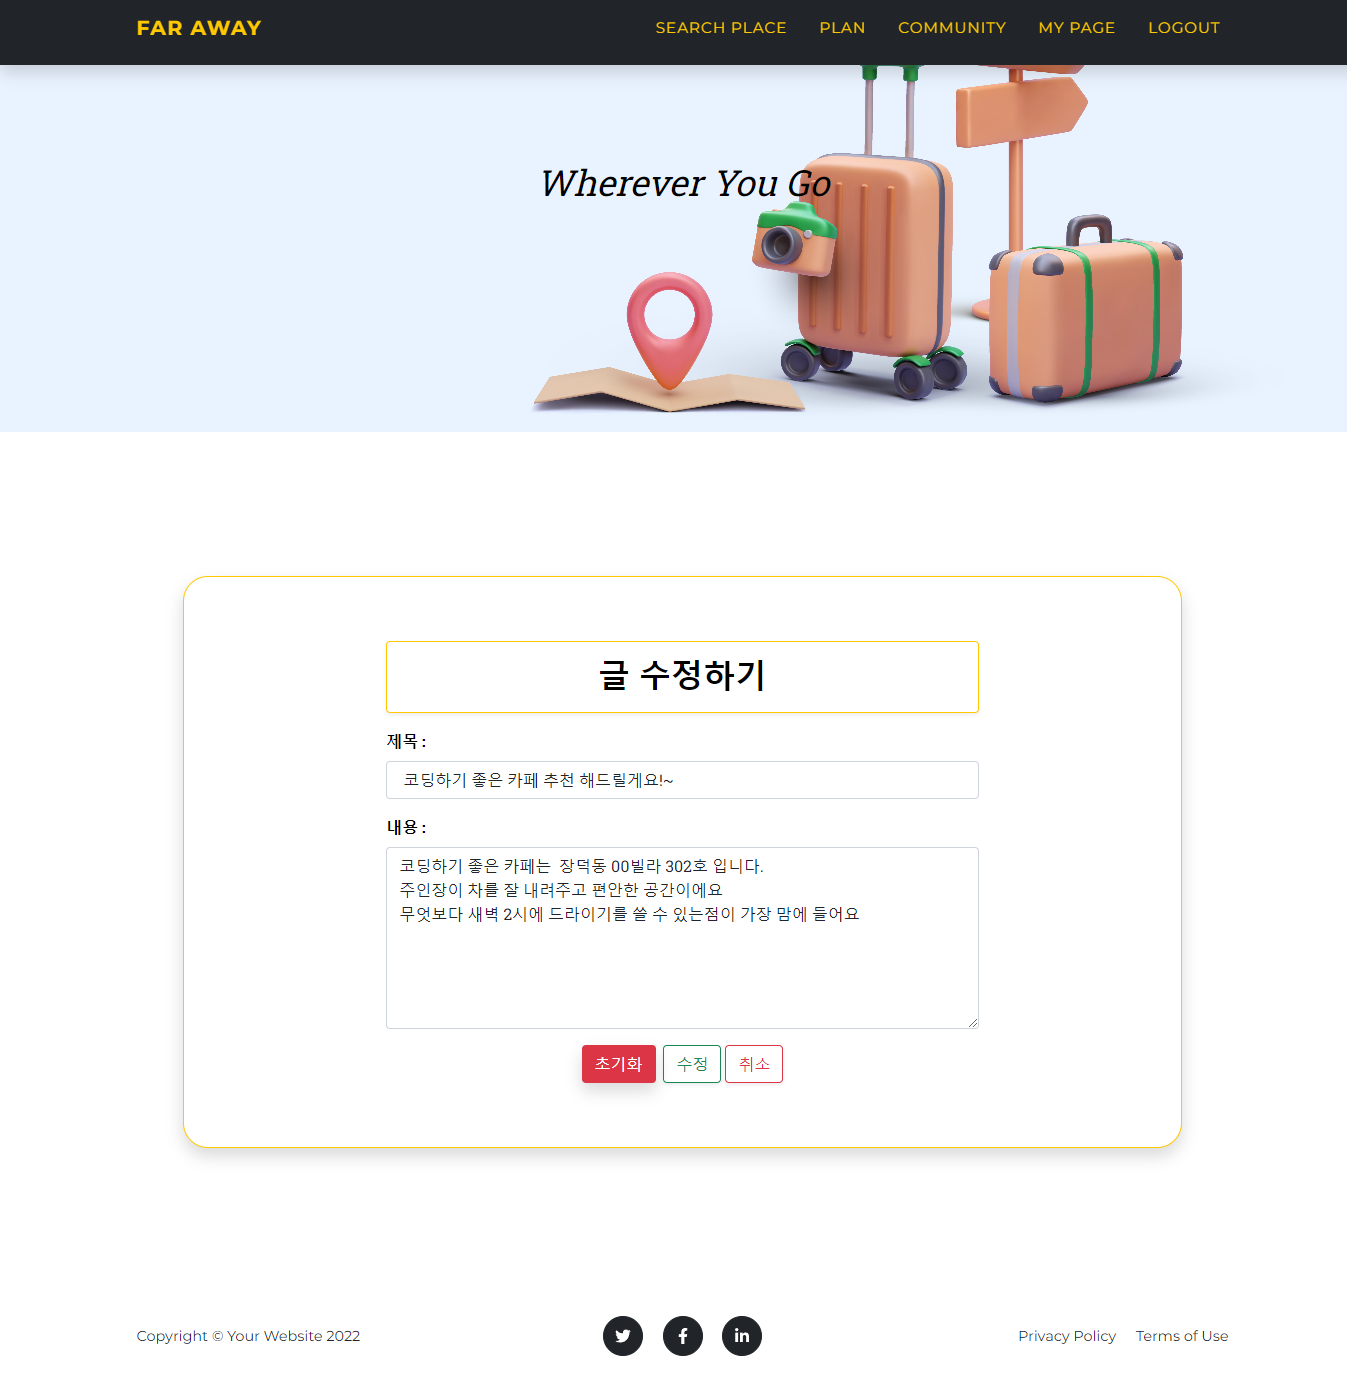 FAR AWAY
SEARCH PLACE PLAN COMMUNITY MY PAGE LOGOUT
Wherever You Go
글 수정하기
제목 :
코딩하기 좋은 카페 추천 해드릴게요!~
내용 :
코딩하기 좋은 카페는  장덕동 00빌라 302호 입니다.
주인장이 차를 잘 내려주고 편안한 공간이에요
무엇보다 새벽 2시에 드라이기를 쓸 수 있는점이 가장 맘에 들어요
초기화 수정 취소
Copyright © Your Website 2022
Privacy Policy Terms of Use